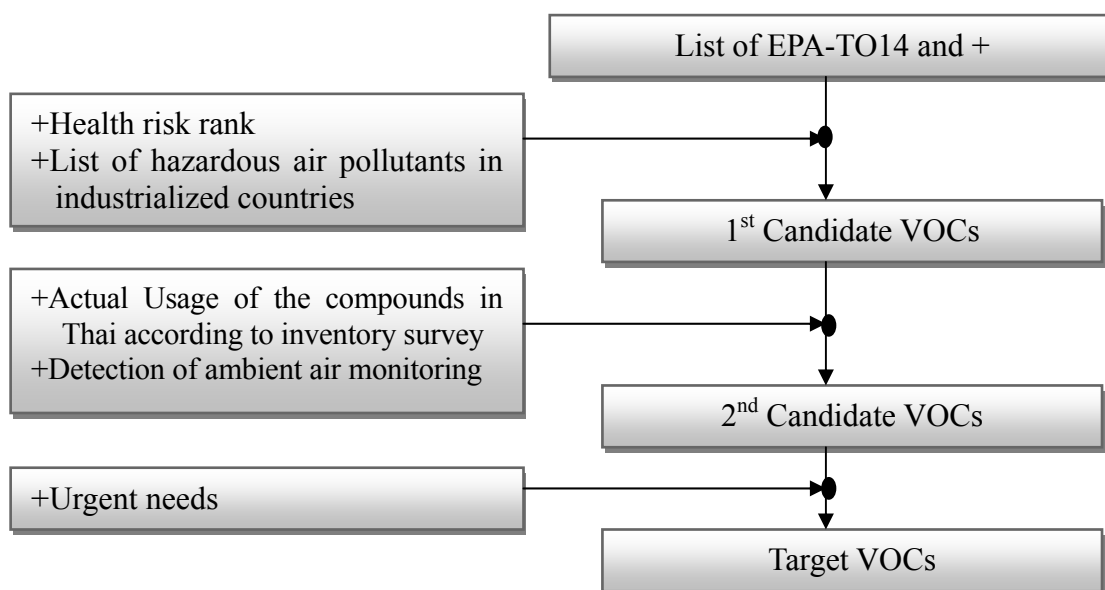 List of EPA-TO14 and +
+Health risk rank
+List of hazardous air pollutants in
industrialized countries
1st Candidate VOCs
+Actual Usage of the compounds in
Thai according to inventory survey
+Detection of ambient air monitoring
2nd Candidate VOCs
+Urgent needs
Target VOCs